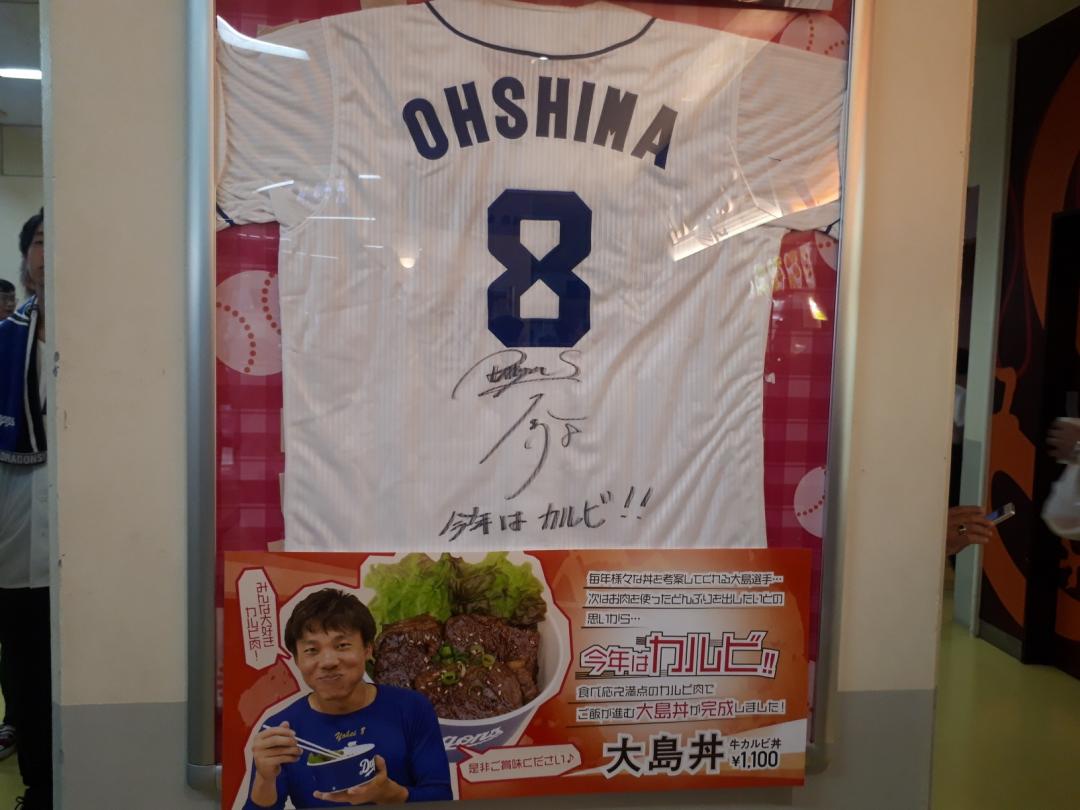 OHSHIMA
8
今年は カルビ!!
みんな大好き
カルビ肉!
毎年様々な丼を考案してくれる大島選手…
次はお肉を使ったどんぶりを出したいとの
思いから…
今年はカルビ!!
食べ応え満点のカルビ肉で
ご飯が進む大島丼が完成しました!
大島丼 牛カルビ丼
¥1,100
是非ご賞味ください♪
Yohei 8
DRAGONS